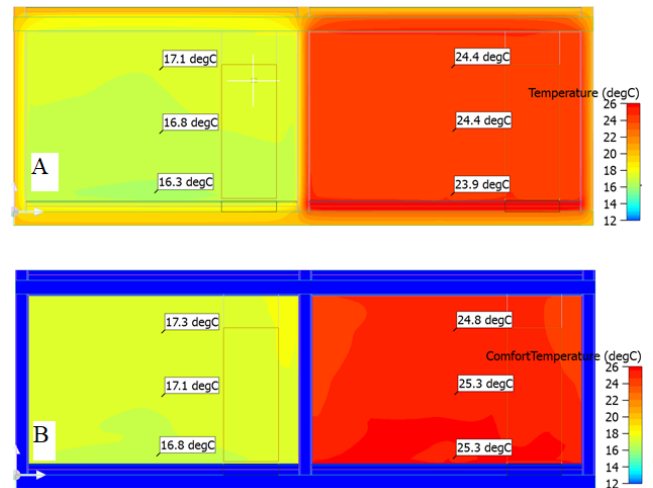 17.1 degC
24.4 degC
Temperature (degC)
26
24
22
20
18
16
14
12
16.8 degC
24.4 degC
A
16.3 degC
23.9 degC
17.3 degC
24.8 degC
ComfortTemperature (degC)
26
24
22
20
18
16
14
12
17.1 degC
25.3 degC
B
16.8 degC
25.3 degC